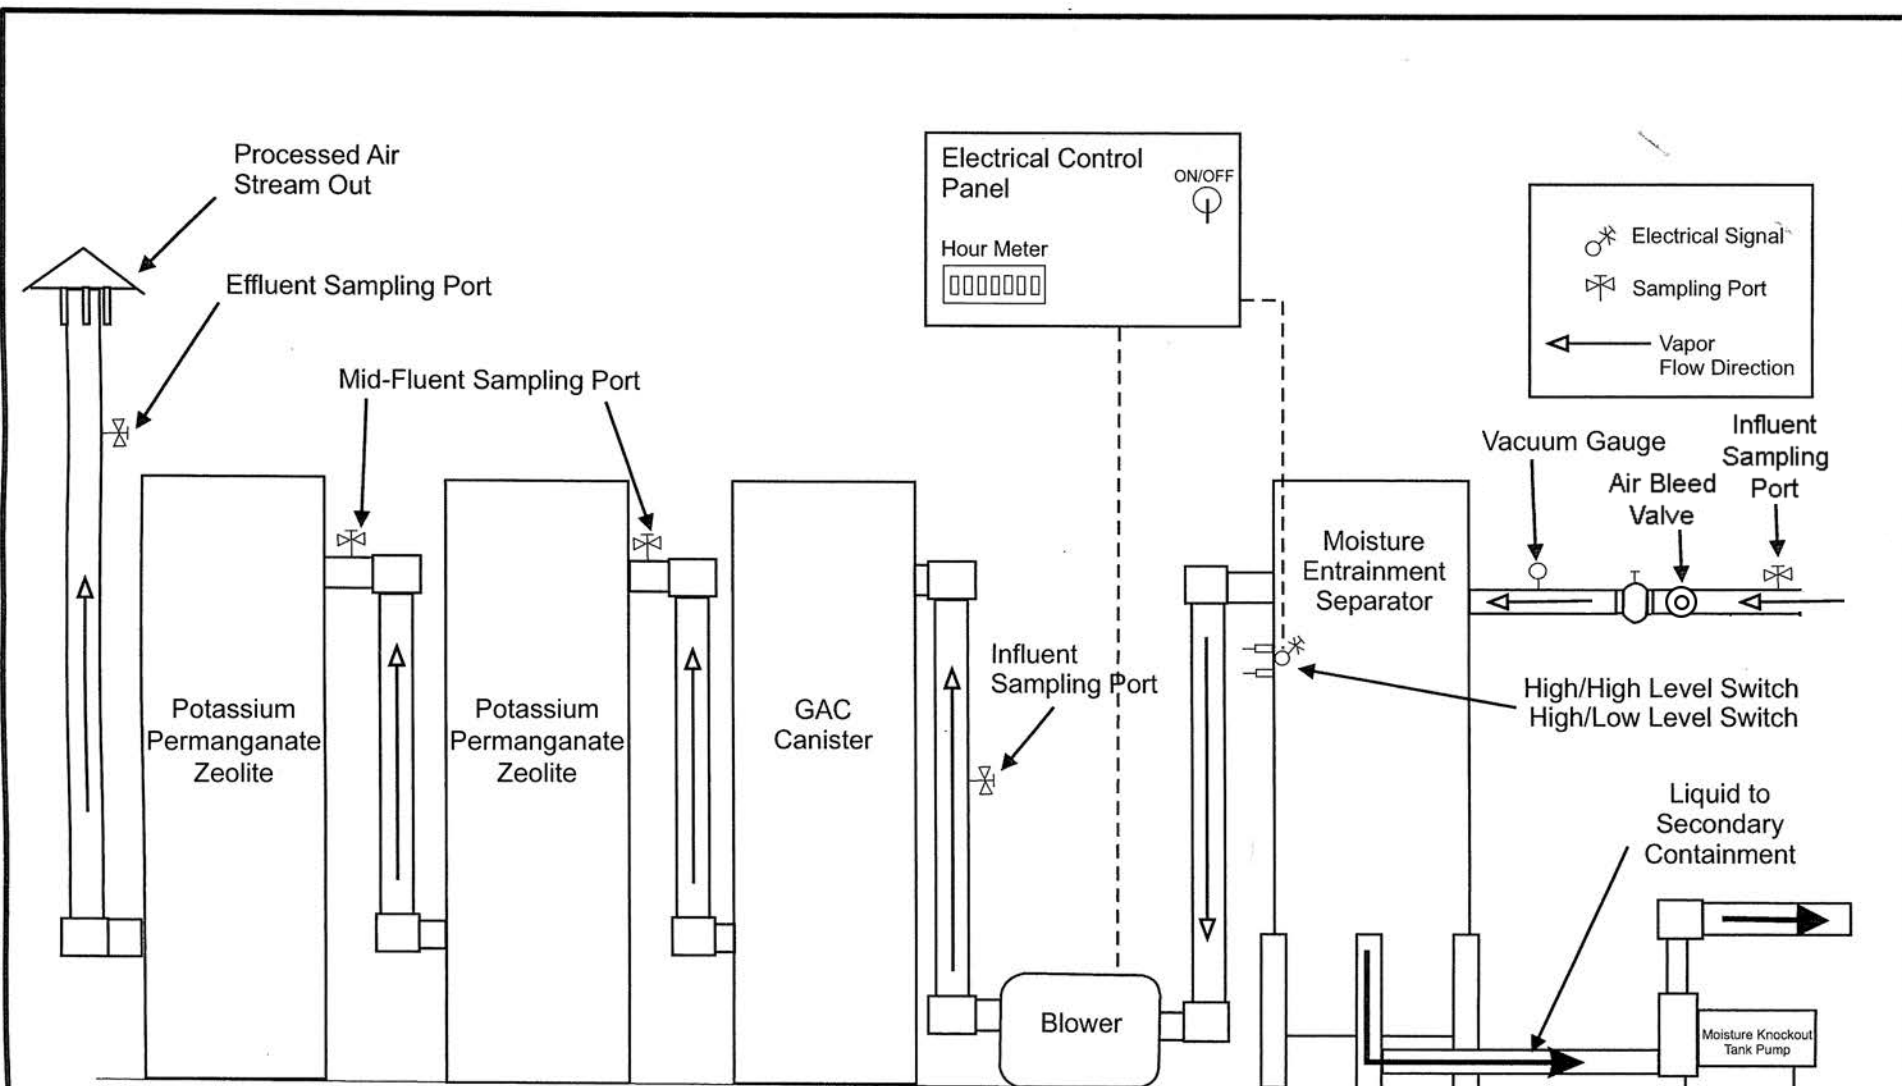 Processed Air
Stream Out
Effluent Sampling Port
Mid-Fluent Sampling Port
Electrical Control
Panel
ON/OFF
Hour Meter
Electrical Signal
Sampling Port
Vapor
Flow Direction
Vacuum Gauge
Air Bleed
Valve
Influent
Sampling
Port
Moisture
Entrainment
Separator
Influent
Sampling Port
High/High Level Switch
High/Low Level Switch
Potassium
Permanganate
Zeolite
Potassium
Permanganate
Zeolite
GAC
Canister
Liquid to
Secondary
Containment
Blower
Moisture Knockout
Tank Pump